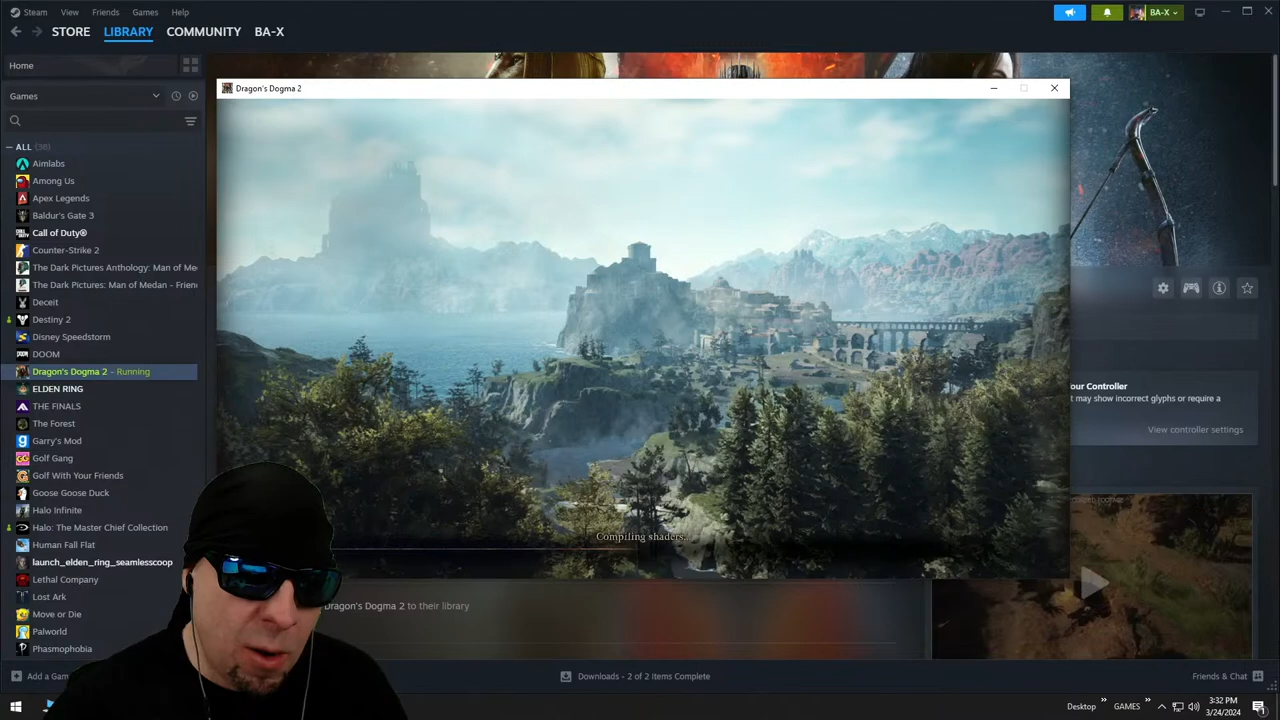 Steam View Friends Games Help
BA-X
STORE LIBRARY COMMUNITY BA-X
Home
Dragon's Dogma 2
Games
ALL (38)
Aimlabs
Among Us
Apex Legends
Baldur's Gate 3
Call of Duty®
Counter-Strike 2
The Dark Pictures Anthology: Man of Me
The Dark Pictures: Man of Medan - Frien
Deceit
Destiny 2
Disney Speedstorm
DOOM
Dragon's Dogma 2 - Running
ELDEN RING
THE FINALS
The Forest
Garry's Mod
Golf Gang
Golf With Your Friends
Goose Goose Duck
Halo Infinite
Halo: The Master Chief Collection
Human Fall Flat
launch_elden_ring_seamlesscoop
Lethal Company
Lost Ark
Move or Die
Palworld
Phasmophobia
Compiling shaders...
our Controller
t may show incorrect glyphs or require a
View controller settings
Dragon's Dogma 2 to their library
Add a Gam
Downloads - 2 of 2 Items Complete
Friends & Chat
Desktop
GAMES
3:32 PM
3/24/2024